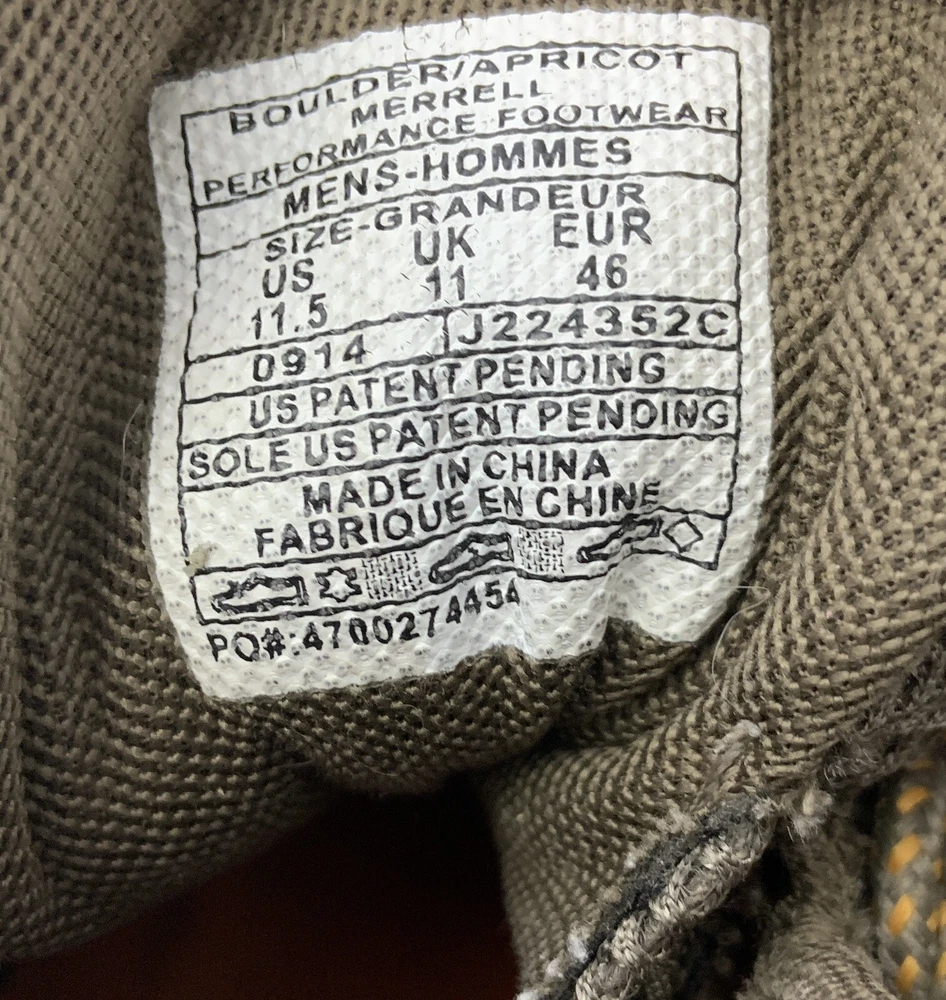 BOULDER/APRICOT
MERRELL
PERFORMANCE FOOTWEAR
MENS-HOMMES
SIZE-GRANDEUR
US UK EUR
11.5 11 46
0914 J224352C
US PATENT PENDING
SOLE US PATENT PENDING
MADE IN CHINA
FABRIQUE EN CHINE
PO#:4700274454